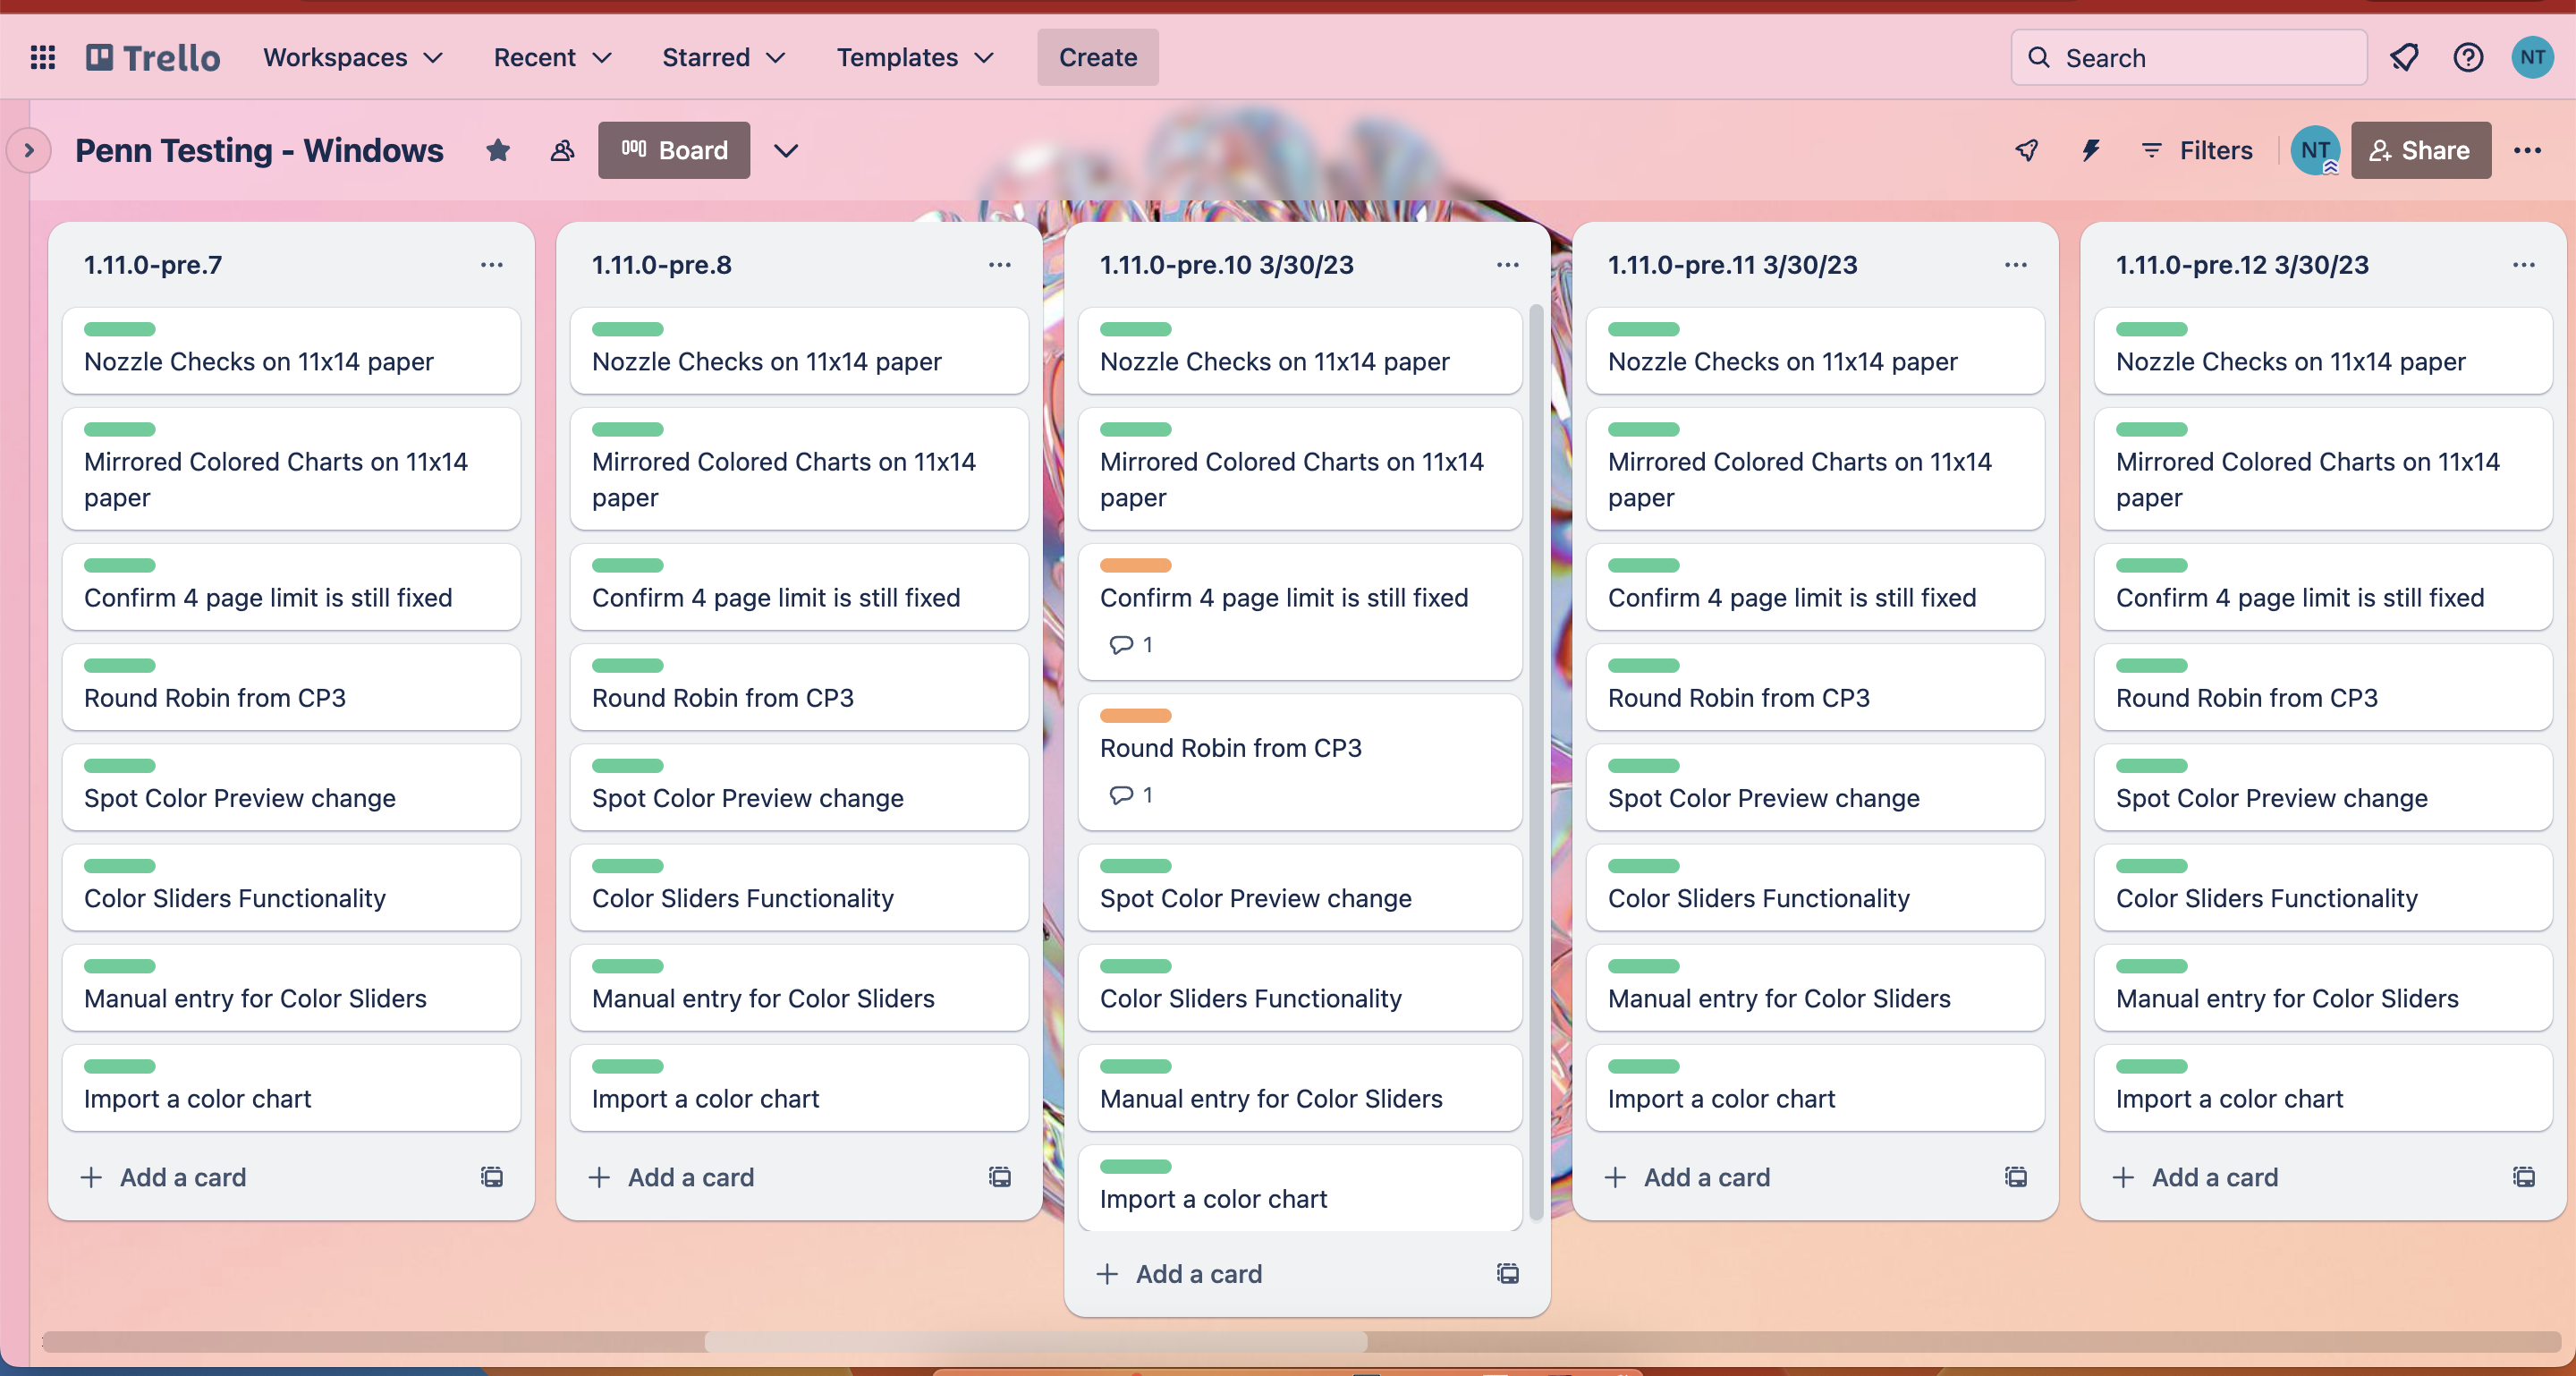 Trello
Workspaces
Recent
Starred
Templates
Create
Search
NT
Penn Testing - Windows
Board
Filters
NT
Share
1.11.0-pre.7
Nozzle Checks on 11x14 paper
Mirrored Colored Charts on 11x14
paper
Confirm 4 page limit is still fixed
Round Robin from CP3
Spot Color Preview change
Color Sliders Functionality
Manual entry for Color Sliders
Import a color chart
Add a card
1.11.0-pre.8
Nozzle Checks on 11x14 paper
Mirrored Colored Charts on 11x14
paper
Confirm 4 page limit is still fixed
Round Robin from CP3
Spot Color Preview change
Color Sliders Functionality
Manual entry for Color Sliders
Import a color chart
Add a card
1.11.0-pre.10 3/30/23
Nozzle Checks on 11x14 paper
Mirrored Colored Charts on 11x14
paper
Confirm 4 page limit is still fixed
1
Round Robin from CP3
1
Spot Color Preview change
Color Sliders Functionality
Manual entry for Color Sliders
Import a color chart
Add a card
1.11.0-pre.11 3/30/23
Nozzle Checks on 11x14 paper
Mirrored Colored Charts on 11x14
paper
Confirm 4 page limit is still fixed
Round Robin from CP3
Spot Color Preview change
Color Sliders Functionality
Manual entry for Color Sliders
Import a color chart
Add a card
1.11.0-pre.12 3/30/23
Nozzle Checks on 11x14 paper
Mirrored Colored Charts on 11x14
paper
Confirm 4 page limit is still fixed
Round Robin from CP3
Spot Color Preview change
Color Sliders Functionality
Manual entry for Color Sliders
Import a color chart
Add a card